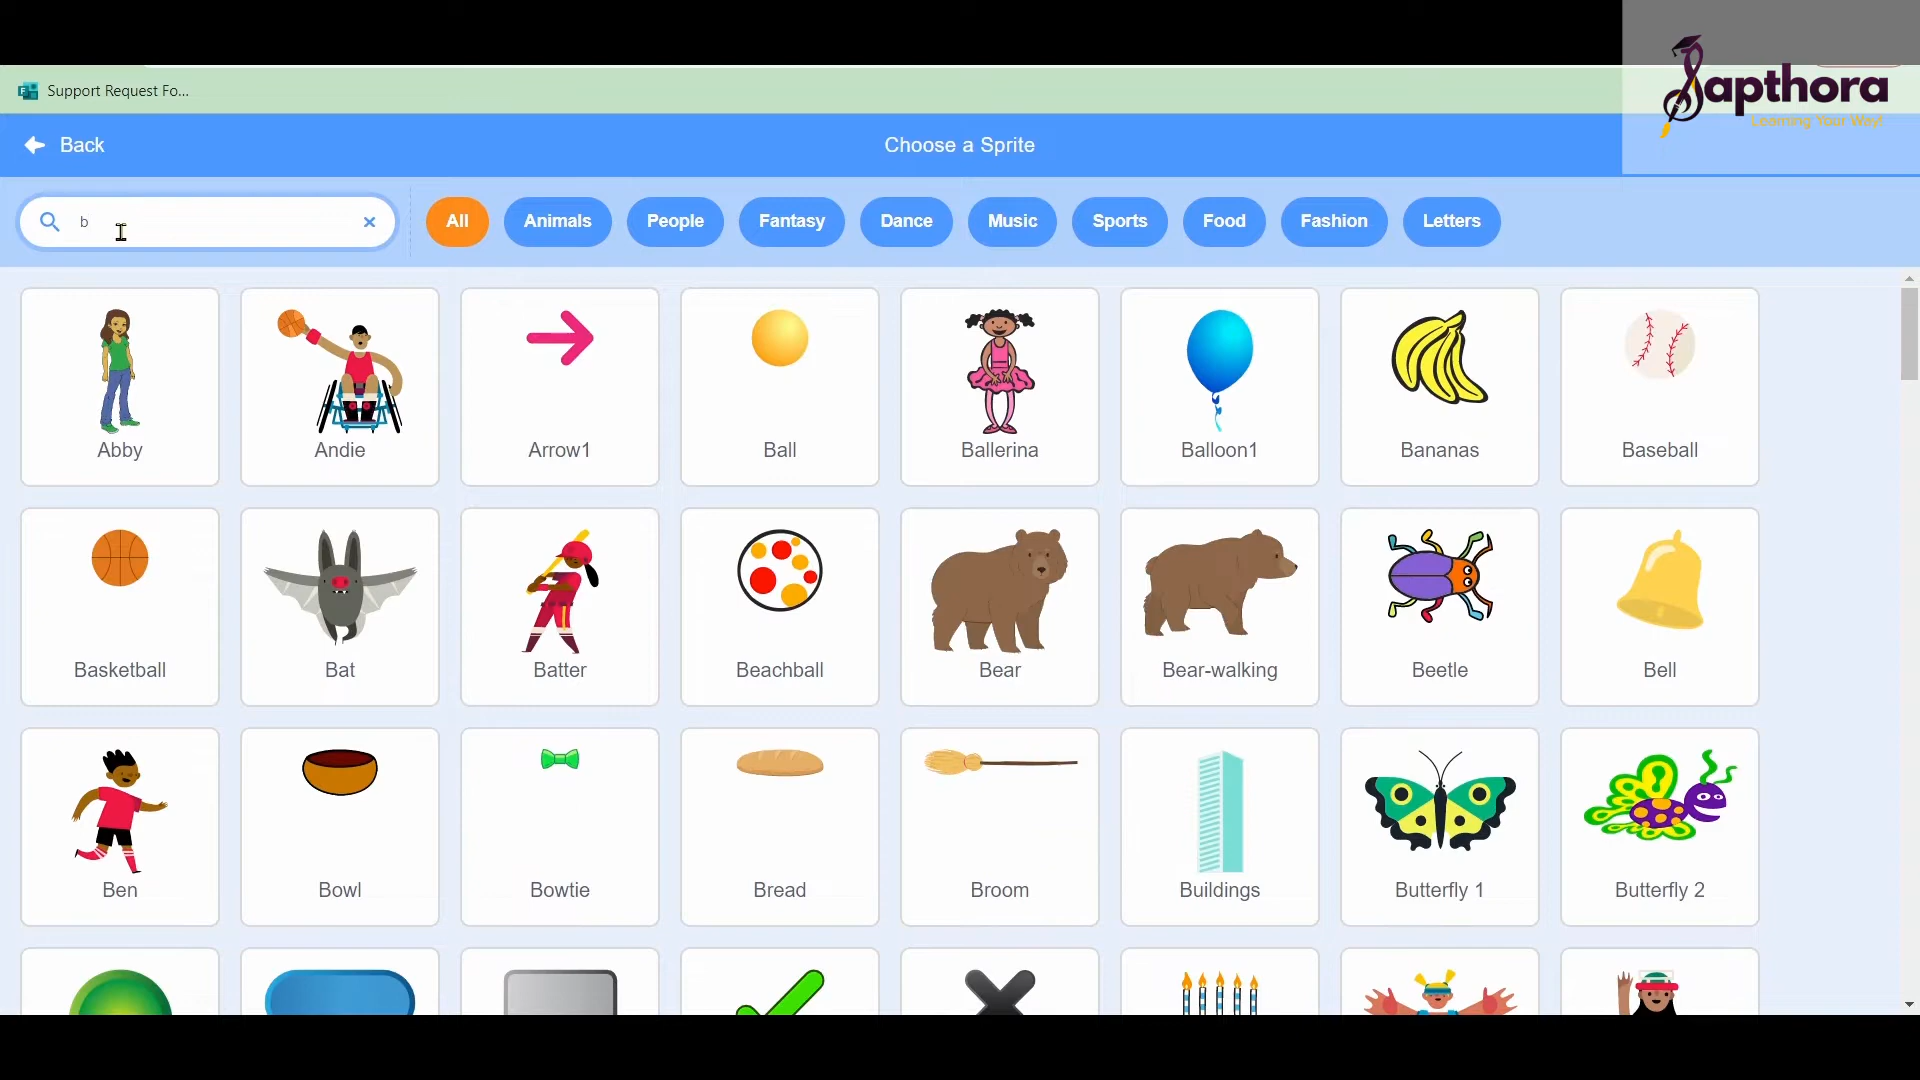 Support Request Fo...
Sapthora
Learning Your Way!
Back
Choose a Sprite
b
All
Animals
People
Fantasy
Dance
Music
Sports
Food
Fashion
Letters
Abby
Andie
Arrow1
Ball
Ballerina
Balloon1
Bananas
Baseball
Basketball
Bat
Batter
Beachball
Bear
Bear-walking
Beetle
Bell
Ben
Bowl
Bowtie
Bread
Broom
Buildings
Butterfly 1
Butterfly 2